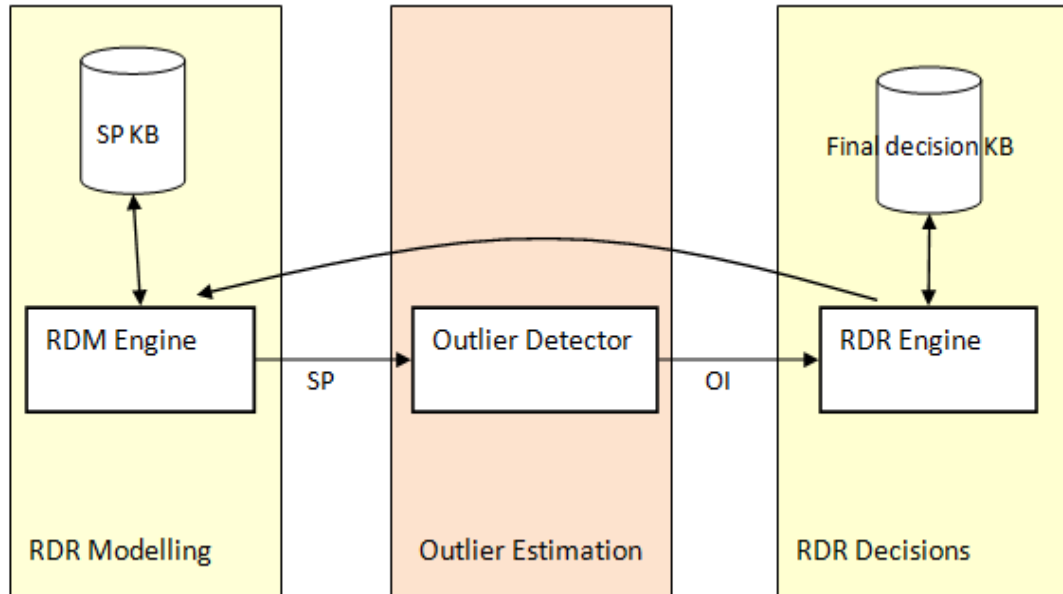 SP KB
Final decision KB
RDM Engine
Outlier Detector
RDR Engine
SP
OI
RDR Modelling
Outlier Estimation
RDR Decisions